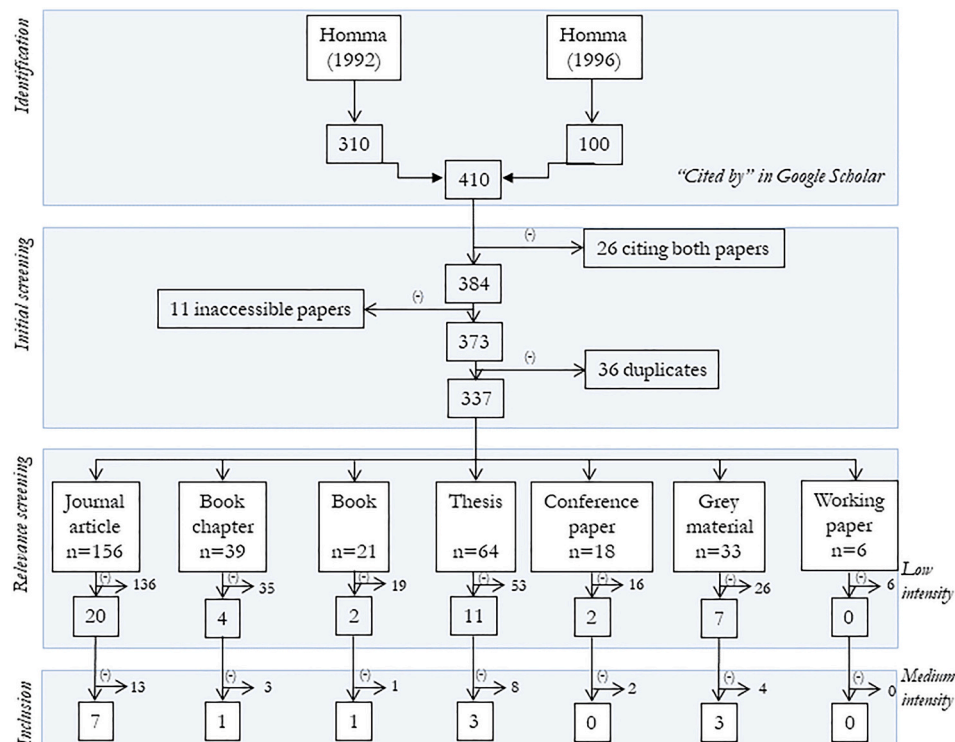 Identification
Homma
(1992)
Homma
(1996)
310
100
410
"Cited by" in Google Scholar
Initial screening
(-)
26 citing both papers
384
(-)
11 inaccessible papers
373
(-)
36 duplicates
337
Relevance screening
Journal
article
n=156
Book
chapter
n=39
Book
n=21
Thesis
n=64
Conference
paper
n=18
Grey
material
n=33
Working
paper
n=6
(-) 136
(-) 35
(-) 19
(-) 53
(-) 16
(-) 26
(-) 6
Low
intensity
20
4
2
11
2
7
0
Inclusion
(-) 13
(-) 3
(-) 1
(-) 8
(-) 2
(-) 4
(-) 0
Medium
intensity
7
1
1
3
0
3
0